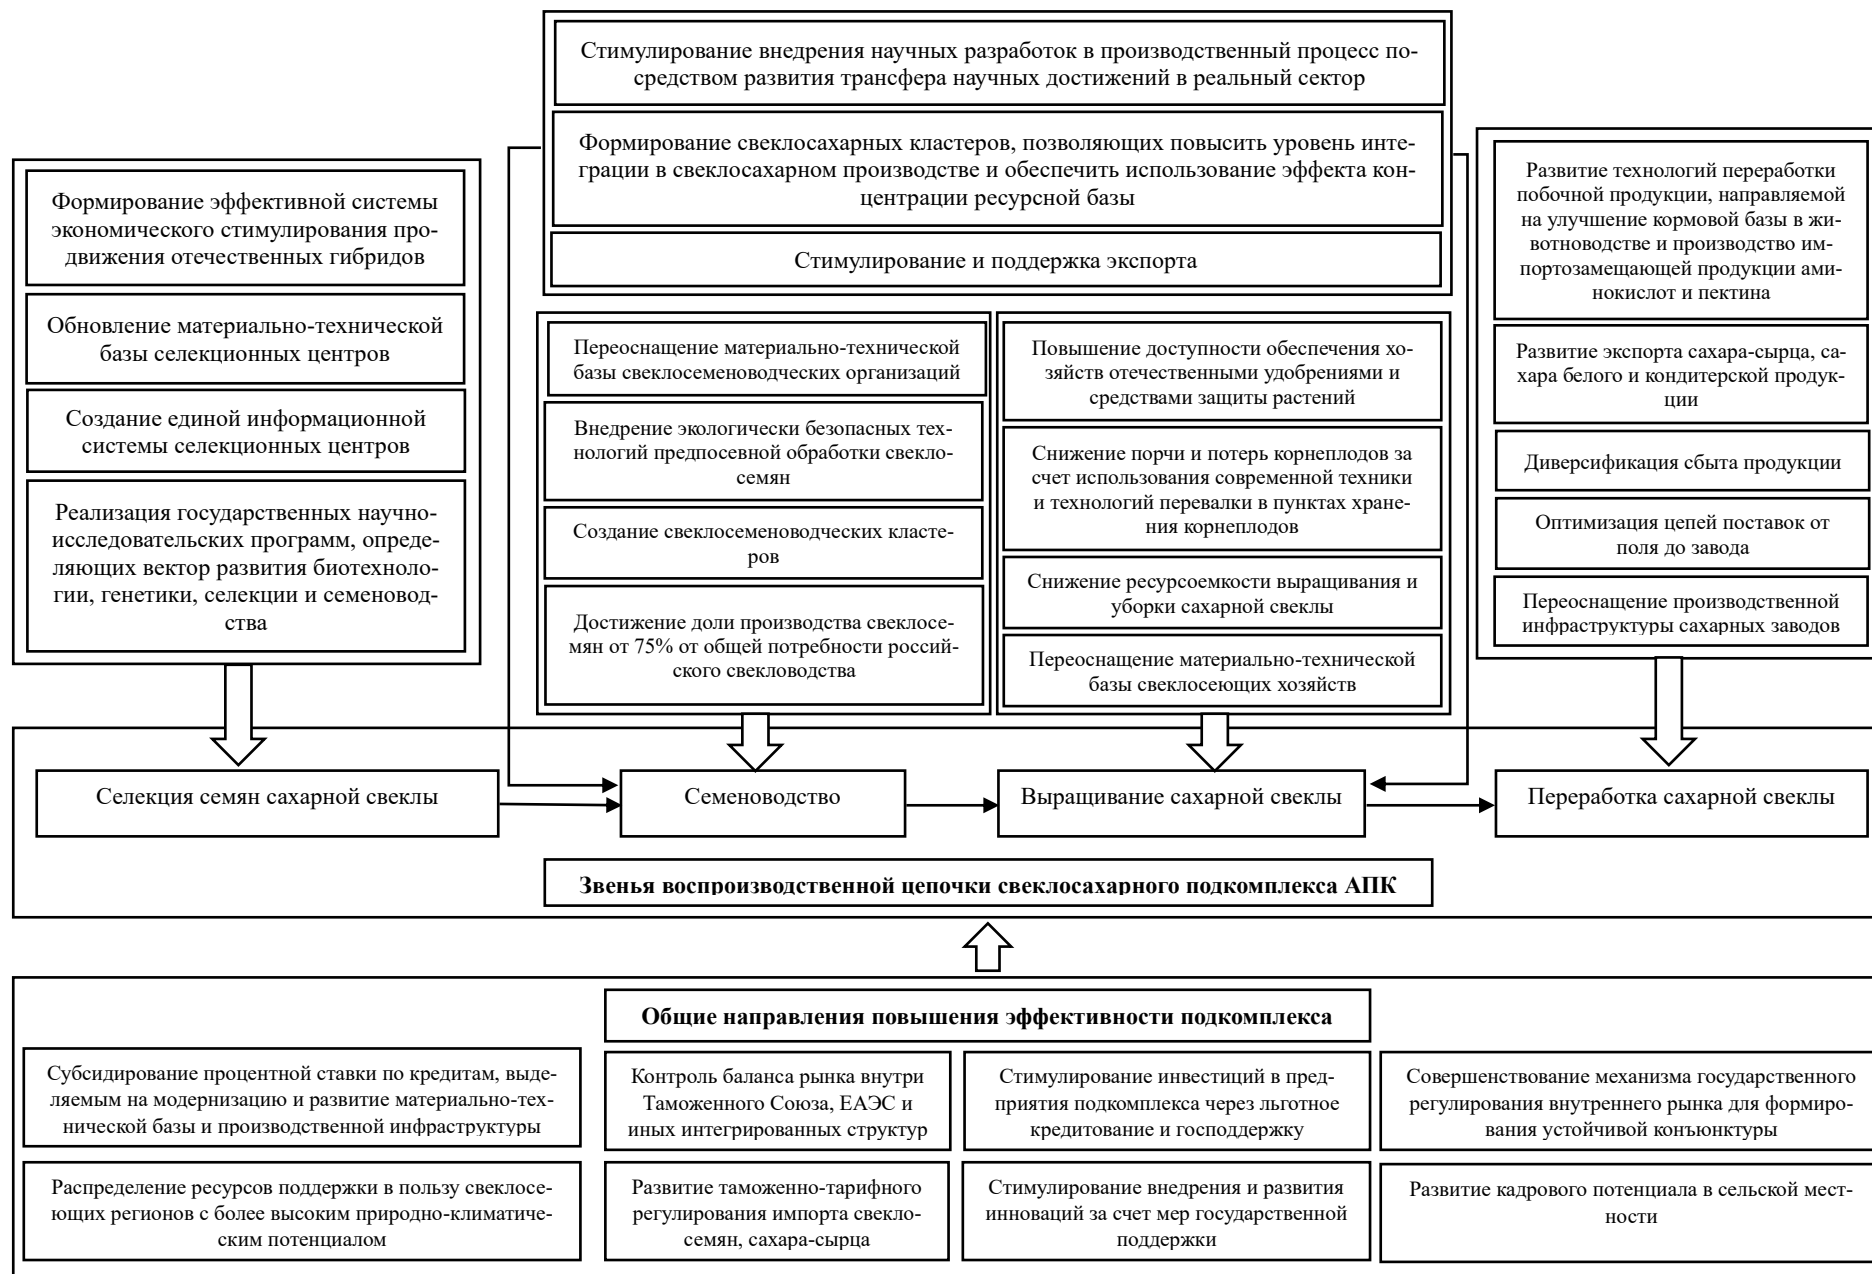 Стимулирование внедрения научных разработок в производственный процесс по-
средством развития трансфера научных достижений в реальный сектор
Формирование свеклосахарных кластеров, позволяющих повысить уровень инте-
грации в свеклосахарном производстве и обеспечить использование эффекта кон-
центрации ресурсной базы
Стимулирование и поддержка экспорта
Формирование эффективной системы
экономического стимулирования про-
движения отечественных гибридов
Обновление материально-технической
базы селекционных центров
Создание единой информационной
системы селекционных центров
Реализация государственных научно-
исследовательских программ, опреде-
ляющих вектор развития биотехноло-
гии, генетики, селекции и семеновод-
ства
Переоснащение материально-технической
базы свеклосеменоводческих организаций
Внедрение экологически безопасных тех-
нологий предпосевной обработки свекло-
семян
Создание свеклосеменоводческих класте-
ров
Достижение доли производства свеклосе-
мян от 75% от общей потребности россий-
ского свекловодства
Повышение доступности обеспечения хо-
зяйств отечественными удобрениями и
средствами защиты растений
Снижение порчи и потерь корнеплодов за
счет использования современной техники
и технологий перевалки в пунктах хране-
ния корнеплодов
Снижение ресурсоемкости выращивания и
уборки сахарной свеклы
Переоснащение материально-технической
базы свеклосеющих хозяйств
Развитие технологий переработки
побочной продукции, направляемой
на улучшение кормовой базы в жи-
вотноводстве и производство им-
портозамещающей продукции ами-
нокислот и пектина
Развитие экспорта сахара-сырца, са-
хара белого и кондитерской продук-
ции
Диверсификация сбыта продукции
Оптимизация цепей поставок от
поля до завода
Переоснащение производственной
инфраструктуры сахарных заводов
Селекция семян сахарной свеклы
Семеноводство
Выращивание сахарной свеклы
Переработка сахарной свеклы
Звенья воспроизводственной цепочки свеклосахарного подкомплекса АПК
Общие направления повышения эффективности подкомплекса
Субсидирование процентной ставки по кредитам, выде-
ляемым на модернизацию и развитие материально-тех-
нической базы и производственной инфраструктуры
Контроль баланса рынка внутри
Таможенного Союза, ЕАЭС и
иных интегрированных структур
Стимулирование инвестиций в пред-
приятия подкомплекса через льготное
кредитование и господдержку
Совершенствование механизма государственного
регулирования внутреннего рынка для формиро-
вания устойчивой конъюнктуры
Распределение ресурсов поддержки в пользу свеклосе-
ющих регионов с более высоким природно-климатиче-
ским потенциалом
Развитие таможенно-тарифного
регулирования импорта свекло-
семян, сахара-сырца
Стимулирование внедрения и развития
инноваций за счет мер государственной
поддержки
Развитие кадрового потенциала в сельской мест-
ности